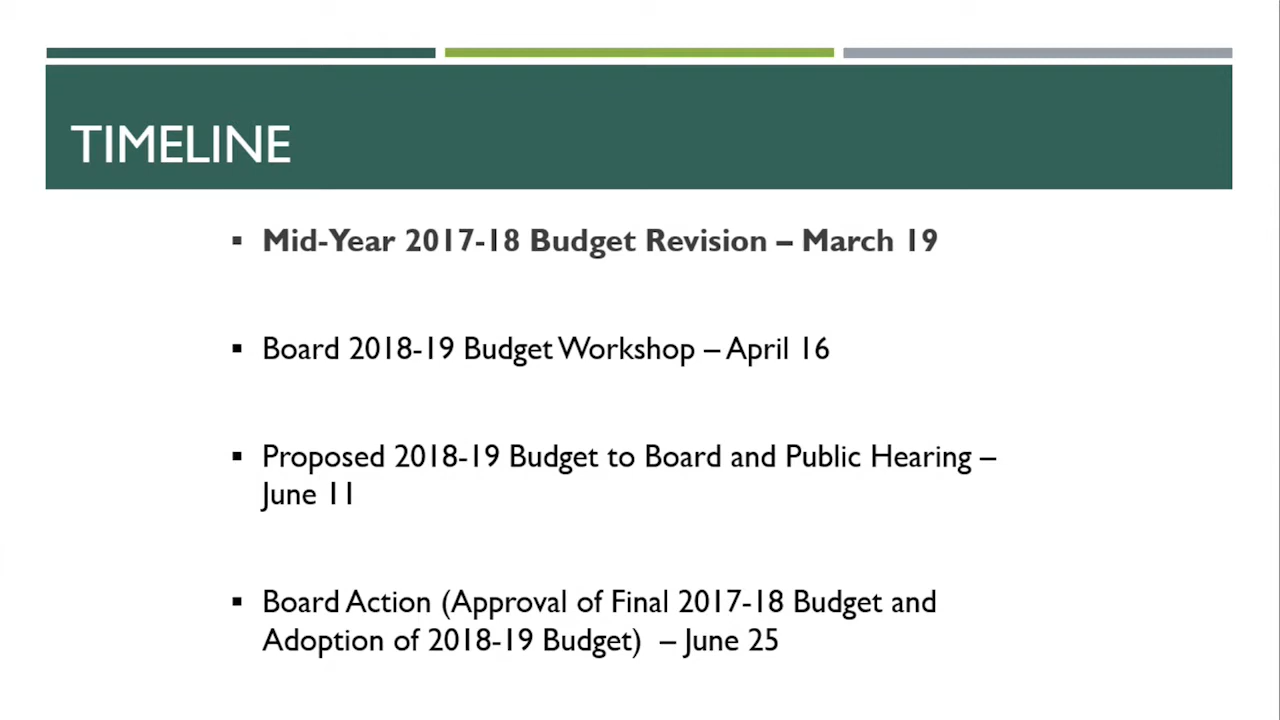 TIMELINE
▪ Mid-Year 2017-18 Budget Revision – March 19
▪ Board 2018-19 Budget Workshop – April 16
▪ Proposed 2018-19 Budget to Board and Public Hearing –
June 11
▪ Board Action (Approval of Final 2017-18 Budget and
Adoption of 2018-19 Budget) – June 25